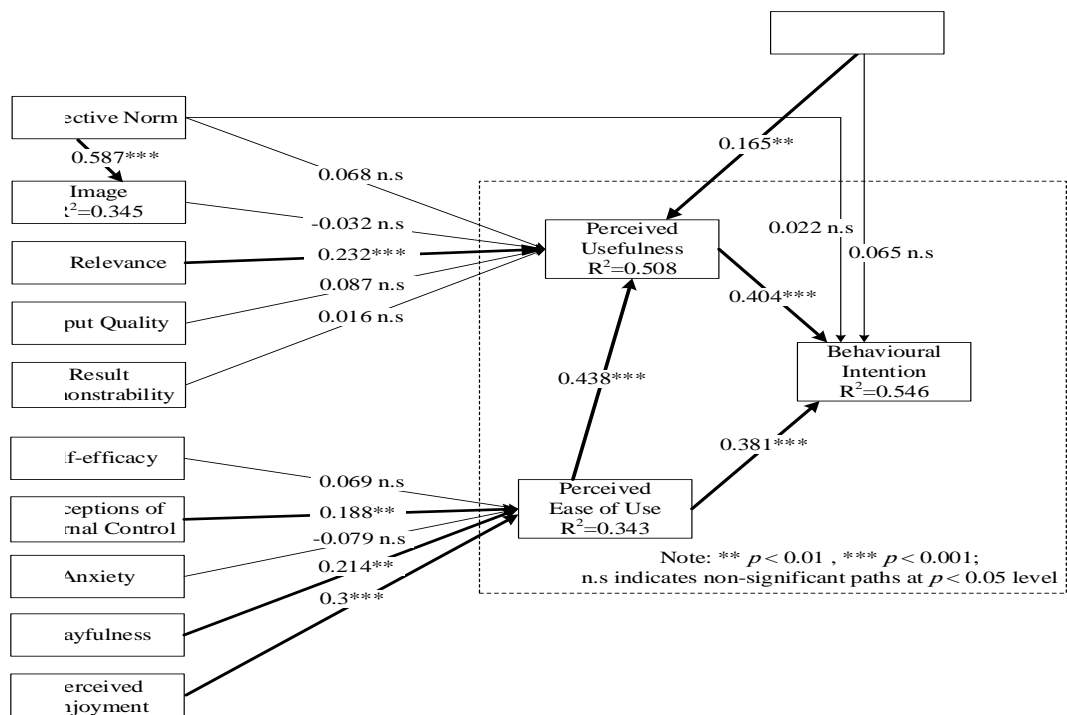 ective Norm
0.587***
Image
R²=0.345
Relevance
put Quality
Result
nonstrability
lf-efficacy
ceptions of
rnal Control
Anxiety
ayfulness
erceived
njoyment
0.068 n.s
-0.032 n.s
0.232***
0.087 n.s
0.016 n.s
0.069 n.s
0.188**
-0.079 n.s
0.214**
0.3***
0.165**
Perceived
Usefulness
R²=0.508
0.022 n.s
0.065 n.s
0.404***
0.438***
Behavioural
Intention
R²=0.546
0.381***
Perceived
Ease of Use
R²=0.343
Note: ** p < 0.01 , *** p < 0.001;
n.s indicates non-significant paths at p < 0.05 level